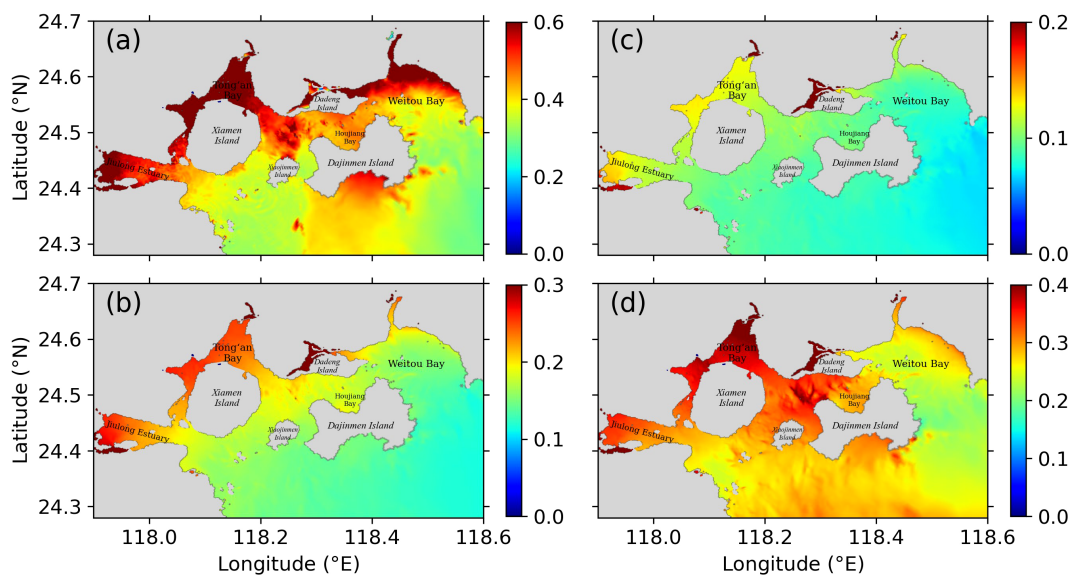 24.7
24.6
24.5
24.4
24.3
Latitude (°N)
(a)
Tong'an
Bay
Xiamen
Island
Dadeng
Island
Weitou Bay
Houjiang
Bay
Jiulong Estuary
Xiaojinmen
Island
Dajinmen Island
0.6
0.4
0.2
0.0
(c)
Tong'an
Bay
Xiamen
Island
Dadeng
Island
Weitou Bay
Houjiang
Bay
Jiulong Estuary
Xiaojinmen
Island
Dajinmen Island
0.2
0.1
0.0
24.7
24.6
24.5
24.4
24.3
Latitude (°N)
(b)
Tong'an
Bay
Xiamen
Island
Dadeng
Island
Weitou Bay
Houjiang
Bay
Jiulong Estuary
Xiaojinmen
Island
Dajinmen Island
0.3
0.2
0.1
0.0
118.0 118.2 118.4 118.6
Longitude (°E)
(d)
Tong'an
Bay
Xiamen
Island
Dadeng
Island
Weitou Bay
Houjiang
Bay
Jiulong Estuary
Xiaojinmen
Island
Dajinmen Island
0.4
0.3
0.2
0.1
0.0
118.0 118.2 118.4 118.6
Longitude (°E)